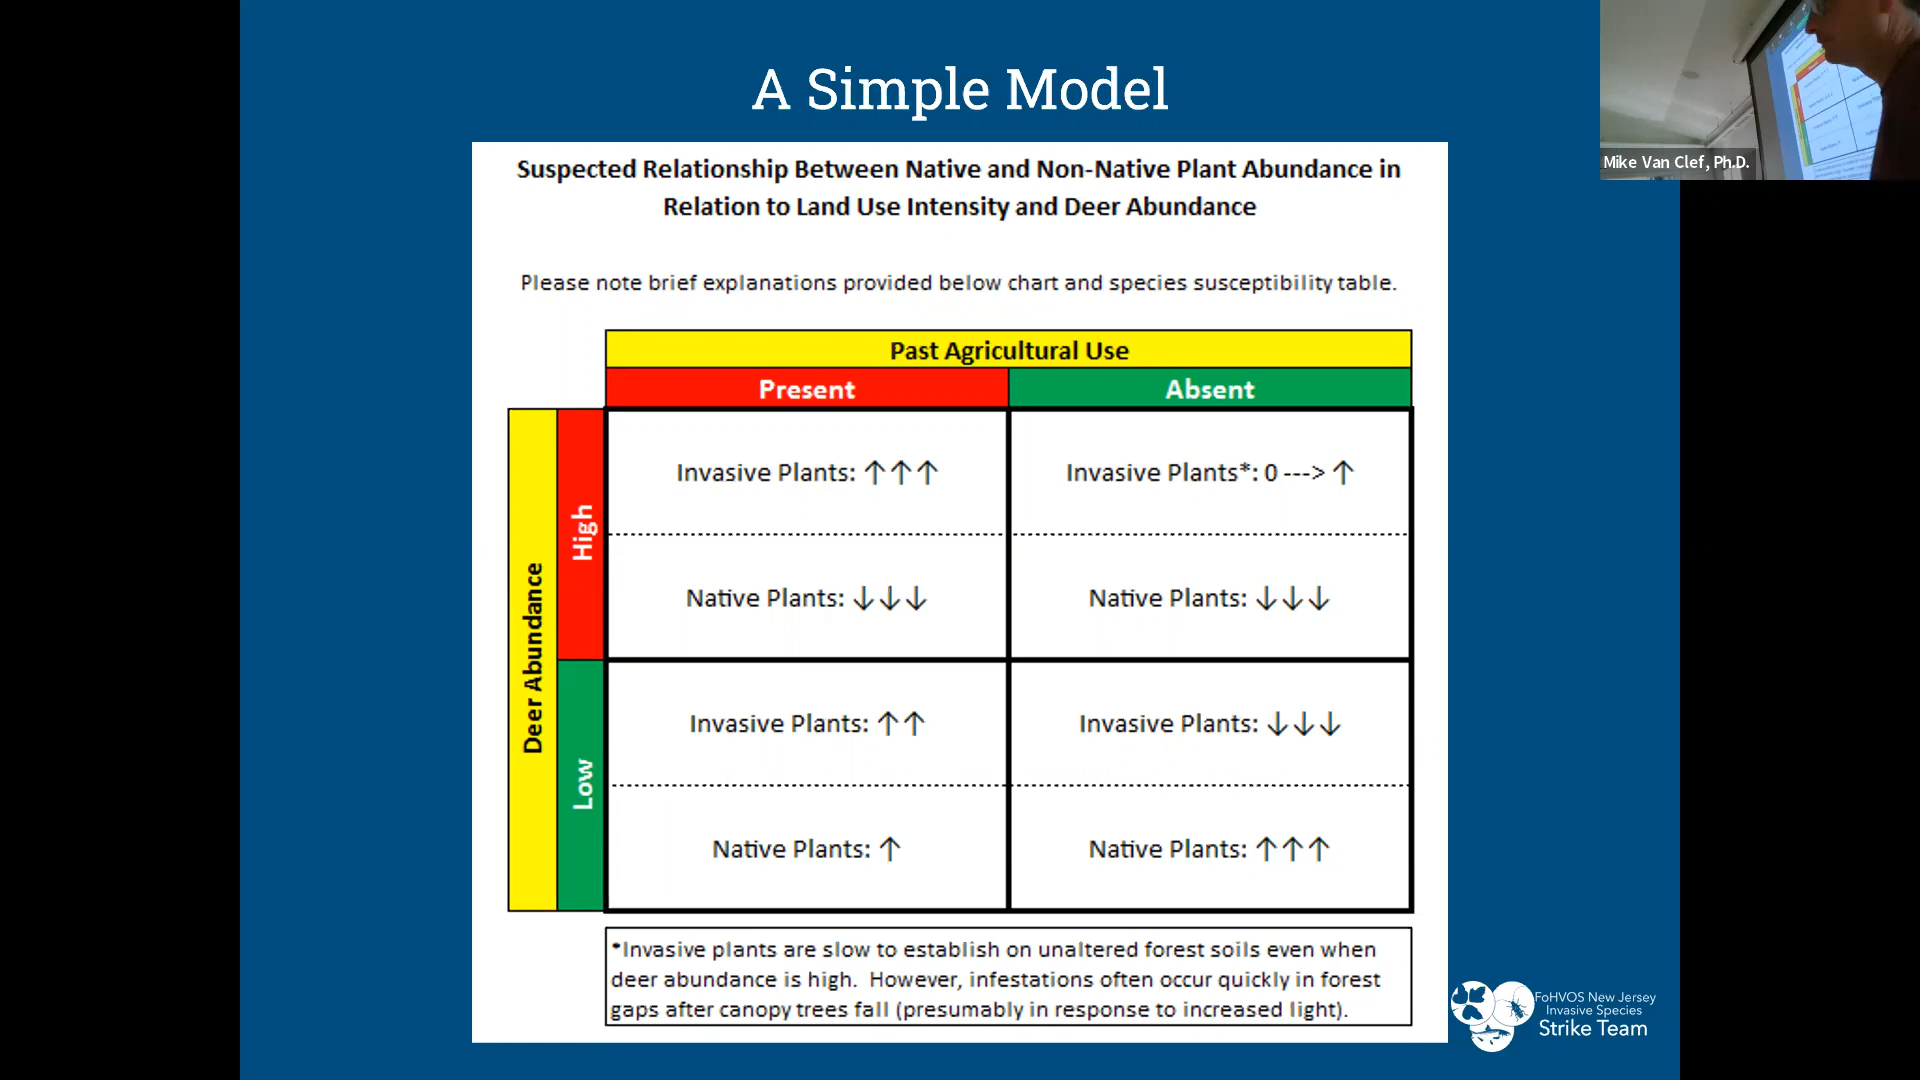 A Simple Model
Mike Van Clef, Ph.D.
Suspected Relationship Between Native and Non-Native Plant Abundance in
Relation to Land Use Intensity and Deer Abundance
Please note brief explanations provided below chart and species susceptibility table.
Past Agricultural Use
Present
Absent
Deer Abundance
High
Invasive Plants: ↑↑↑
Invasive Plants*: 0 ---> ↑
Native Plants: ↓↓↓
Native Plants: ↓↓↓
Low
Invasive Plants: ↑↑
Invasive Plants: ↓↓↓
Native Plants: ↑
Native Plants: ↑↑↑
*Invasive plants are slow to establish on unaltered forest soils even when
deer abundance is high.  However, infestations often occur quickly in forest
gaps after canopy trees fall (presumably in response to increased light).
FoHVOS New Jersey
Invasive Species
Strike Team